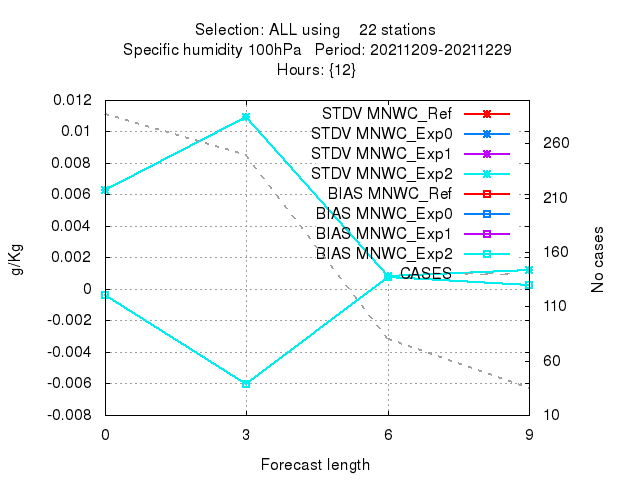 Selection: ALL using    22 stations
Specific humidity 100hPa   Period: 20211209-20211229
Hours: {12}
0.012
0.01
0.008
0.006
0.004
0.002
0
-0.002
-0.004
-0.006
-0.008
g/Kg
STDV MNWC_Ref
STDV MNWC_Exp0
STDV MNWC_Exp1
STDV MNWC_Exp2
BIAS MNWC_Ref
BIAS MNWC_Exp0
BIAS MNWC_Exp1
BIAS MNWC_Exp2
CASES
260
210
160
110
60
10
No cases
0 3 6 9
Forecast length